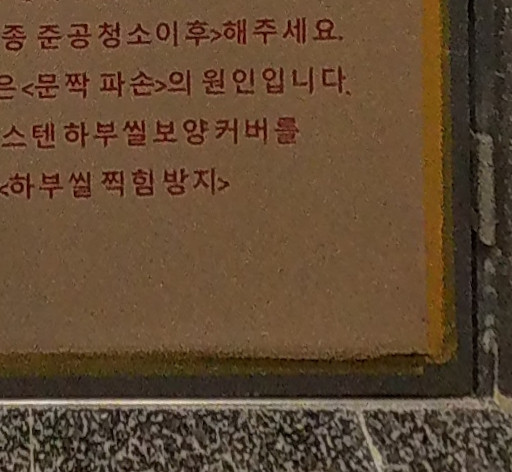 종 준공청소이후>해주세요.
은<문짝 파손>의 원인입니다.
스텐 하부씰보양커버를
<하부씰 찍힘 방지>